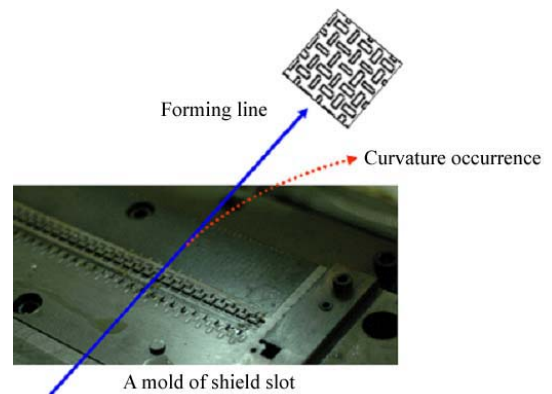 Forming line
Curvature occurrence
A mold of shield slot